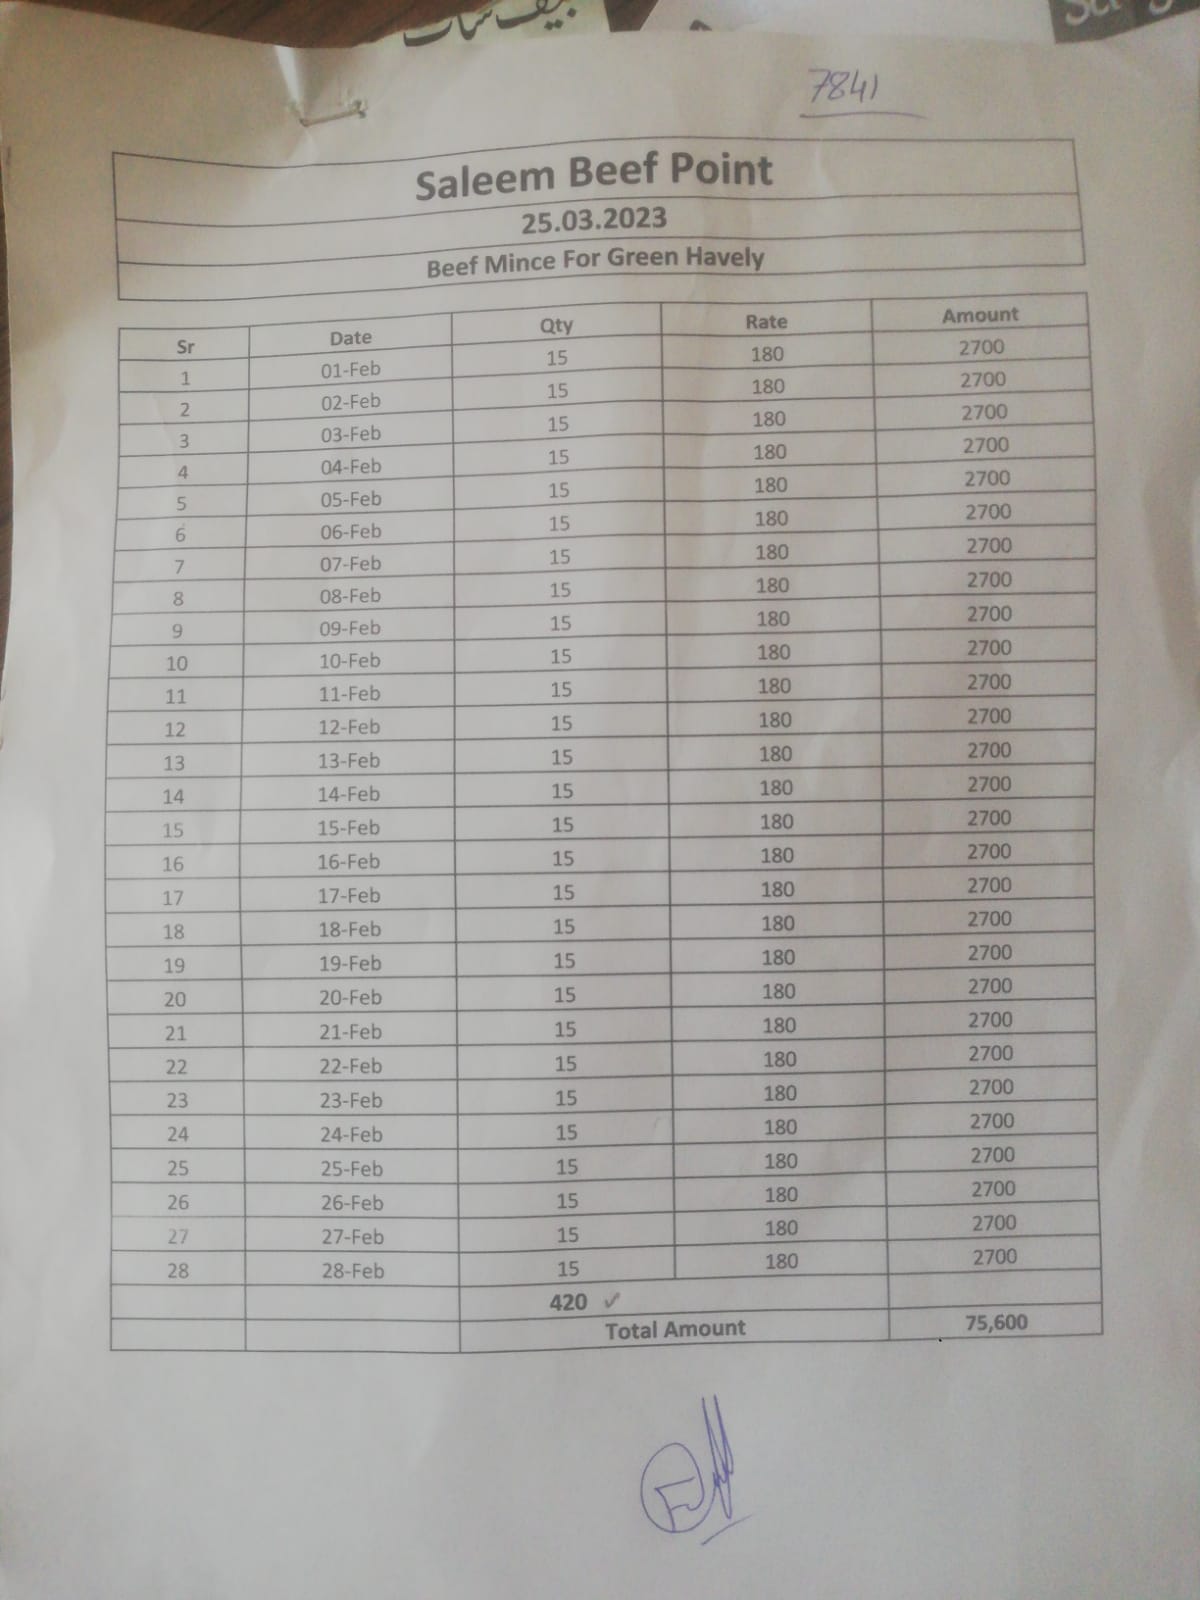 بیف شاپ
7841
Saleem Beef Point
25.03.2023
Beef Mince For Green Havely
Sr Date Qty Rate Amount
1 01-Feb 15 180 2700
2 02-Feb 15 180 2700
3 03-Feb 15 180 2700
4 04-Feb 15 180 2700
5 05-Feb 15 180 2700
6 06-Feb 15 180 2700
7 07-Feb 15 180 2700
8 08-Feb 15 180 2700
9 09-Feb 15 180 2700
10 10-Feb 15 180 2700
11 11-Feb 15 180 2700
12 12-Feb 15 180 2700
13 13-Feb 15 180 2700
14 14-Feb 15 180 2700
15 15-Feb 15 180 2700
16 16-Feb 15 180 2700
17 17-Feb 15 180 2700
18 18-Feb 15 180 2700
19 19-Feb 15 180 2700
20 20-Feb 15 180 2700
21 21-Feb 15 180 2700
22 22-Feb 15 180 2700
23 23-Feb 15 180 2700
24 24-Feb 15 180 2700
25 25-Feb 15 180 2700
26 26-Feb 15 180 2700
27 27-Feb 15 180 2700
28 28-Feb 15 180 2700
420 ✓
Total Amount 75,600